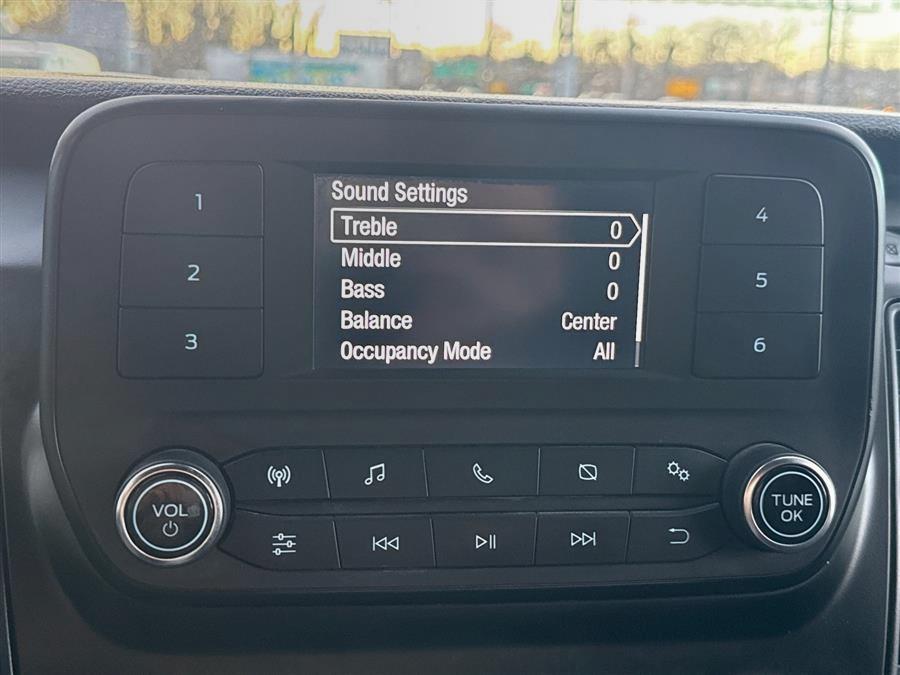 Sound Settings
Treble 0
Middle 0
Bass 0
Balance Center
Occupancy Mode All
1
2
3
4
5
6
VOL
TUNE
OK